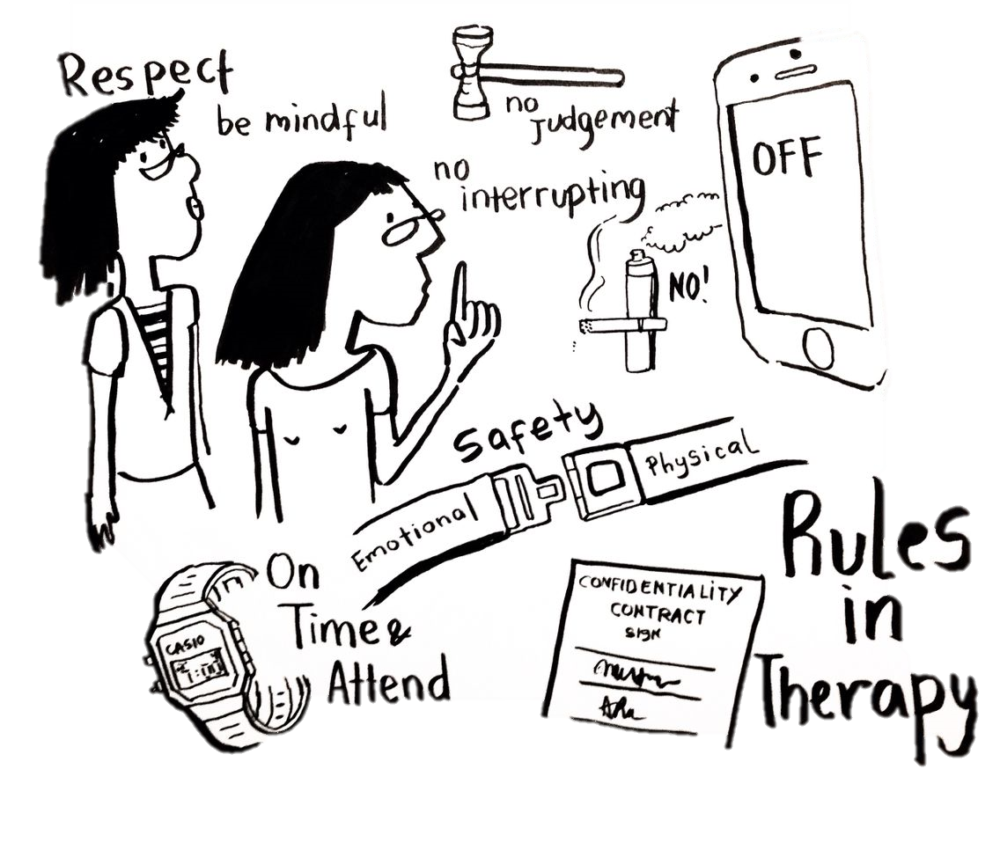 Respect
be mindful
no
Judgement
no
interrupting
OFF
NO!
Safety
Emotional
Physical
Rules
in
Therapy
On
Time &
Attend
CASIO
CONFIDENTIALITY
CONTRACT
SIGN